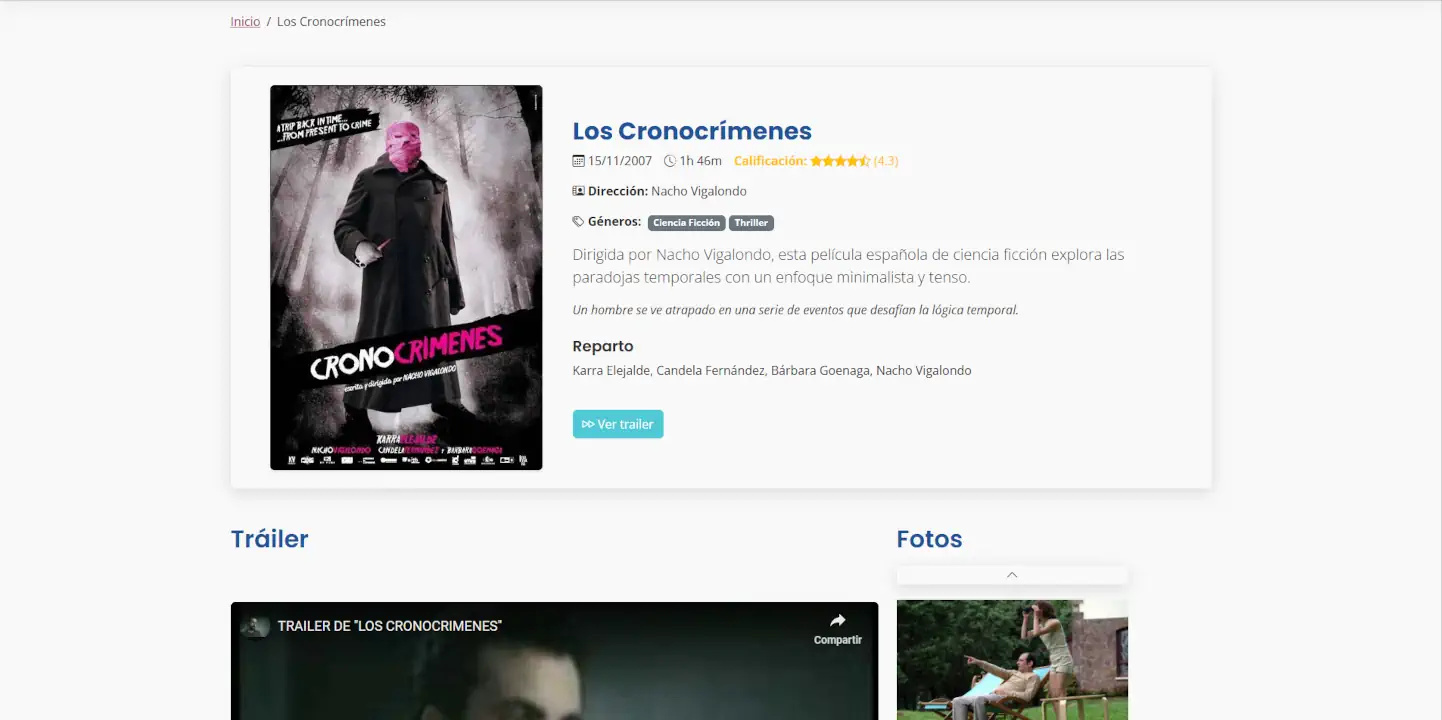 Inicio / Los Cronocrímenes
A TRIP BACK IN TIME...
...FROM PRESENT TO CRIME
CRONOCRIMENES
escrita y dirigida por NACHO VIGALONDO
KARRA ELEJALDE
NACHO VIGALONDO CANDELA FERNÁNDEZ Y BÁRBARA GOENAGA
Los Cronocrímenes
15/11/2007 1h 46m Calificación: (4.3)
Dirección: Nacho Vigalondo
Géneros: Ciencia Ficción Thriller
Dirigida por Nacho Vigalondo, esta película española de ciencia ficción explora las
paradojas temporales con un enfoque minimalista y tenso.
Un hombre se ve atrapado en una serie de eventos que desafían la lógica temporal.
Reparto
Karra Elejalde, Candela Fernández, Bárbara Goenaga, Nacho Vigalondo
Ver trailer
Tráiler
TRAILER DE "LOS CRONOCRIMENES"
Compartir
Fotos